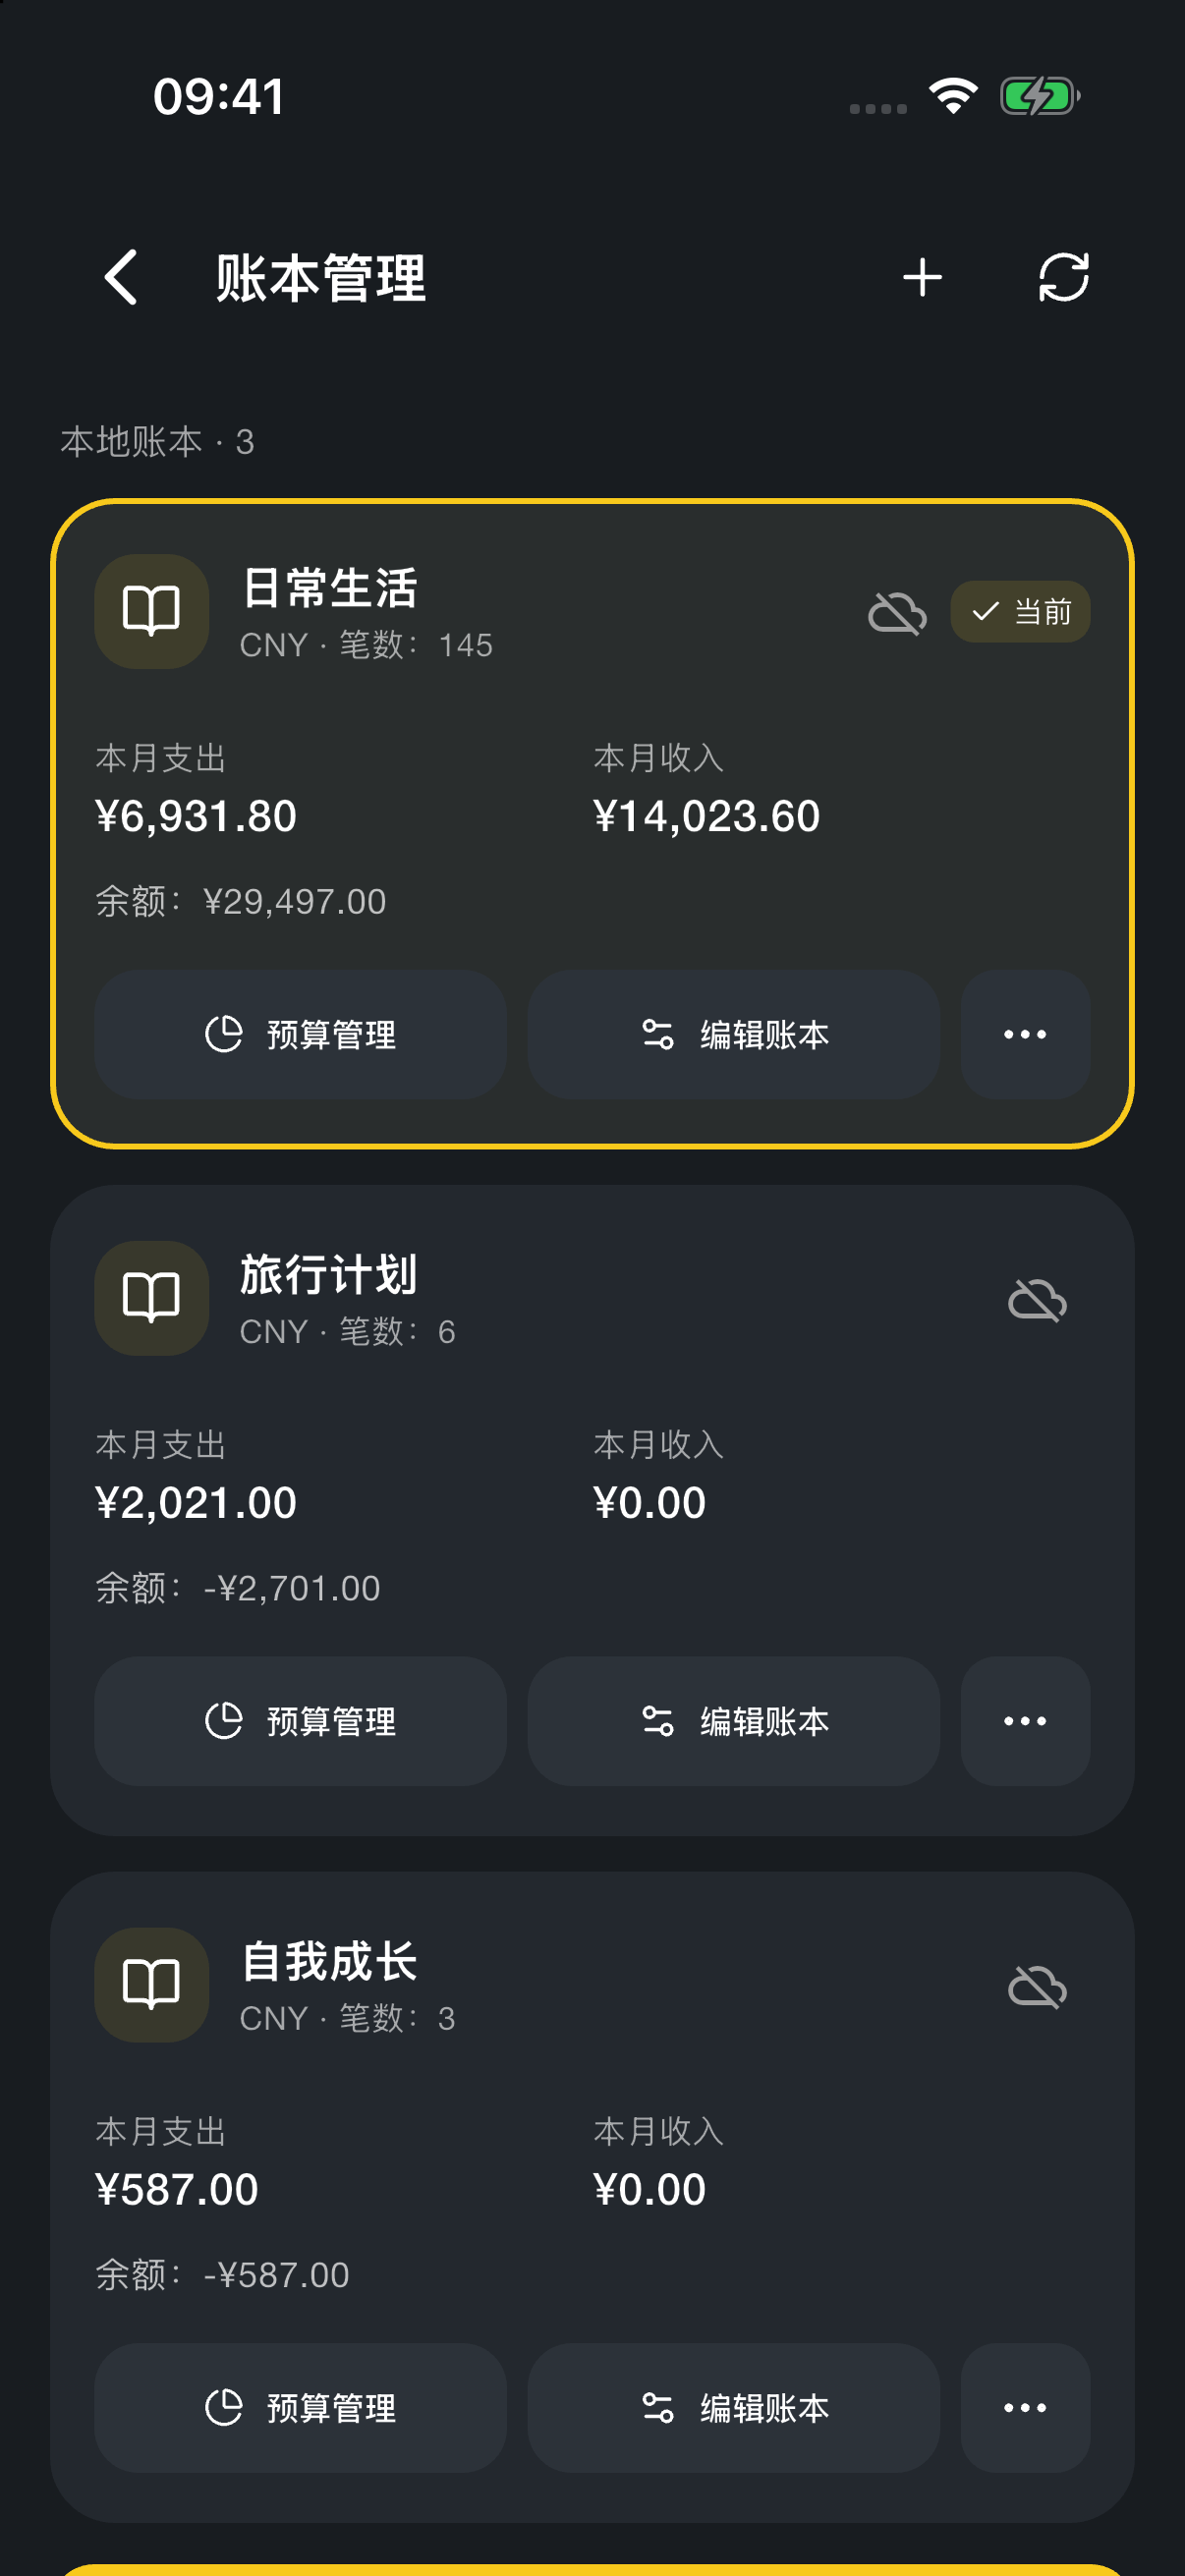 09:41
账本管理
本地账本 · 3
日常生活
CNY · 笔数：145
当前
本月支出
本月收入
¥6,931.80
¥14,023.60
余额：¥29,497.00
预算管理
编辑账本
旅行计划
CNY · 笔数：6
本月支出
本月收入
¥2,021.00
¥0.00
余额：-¥2,701.00
预算管理
编辑账本
自我成长
CNY · 笔数：3
本月支出
本月收入
¥587.00
¥0.00
余额：-¥587.00
预算管理
编辑账本